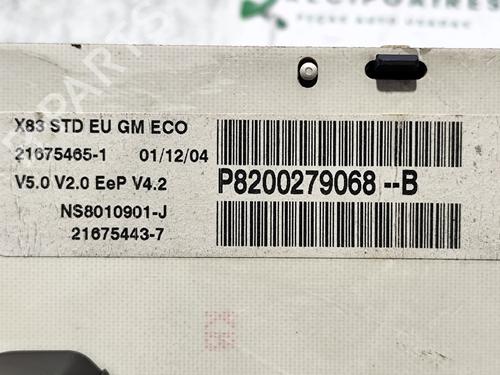 X83 STD EU GM ECO
21675465-1 01/12/04
V5.0 V2.0 EeP V4.2
P8200279068--B
NS8010901-J
21675443-7